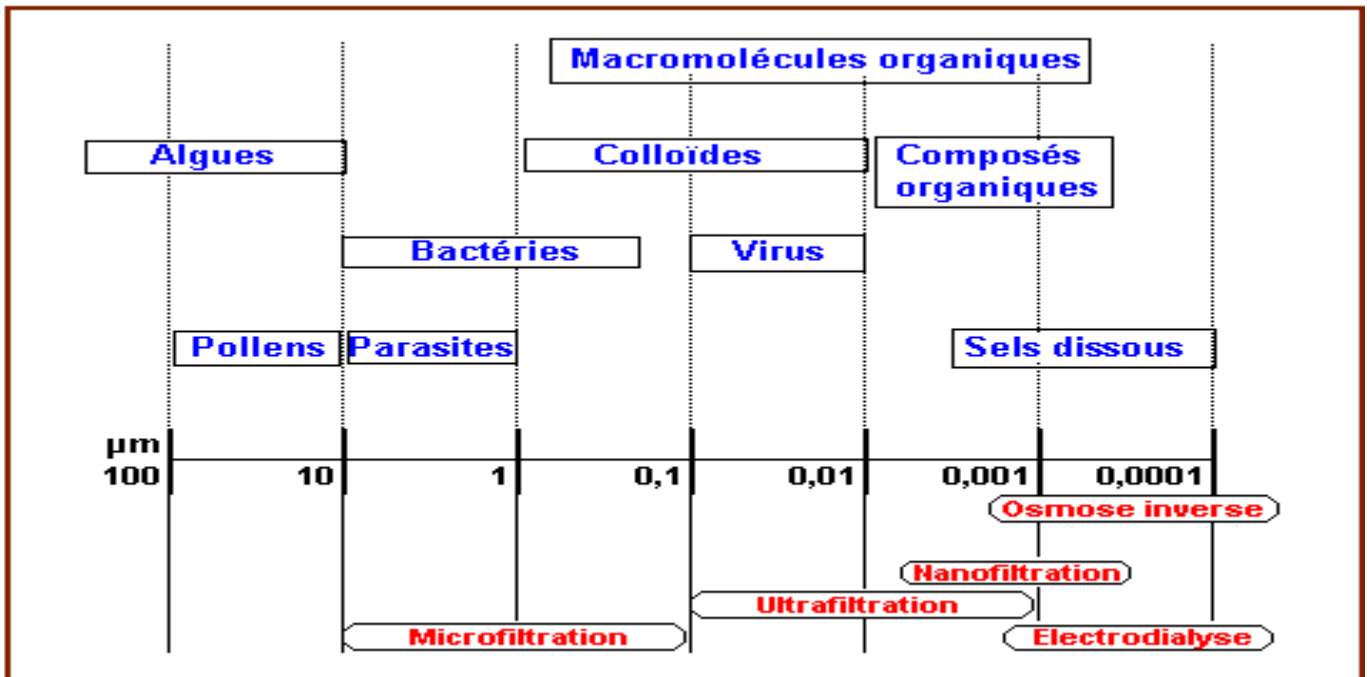 Macromolécules organiques
Algues
Colloïdes
Composés
organiques
Bactéries
Virus
Pollens
Parasites
Sels dissous
µm
100 10 1 0,1 0,01 0,001 0,0001
Osmose inverse
Nanofiltration
Ultrafiltration
Microfiltration
Electrodialyse